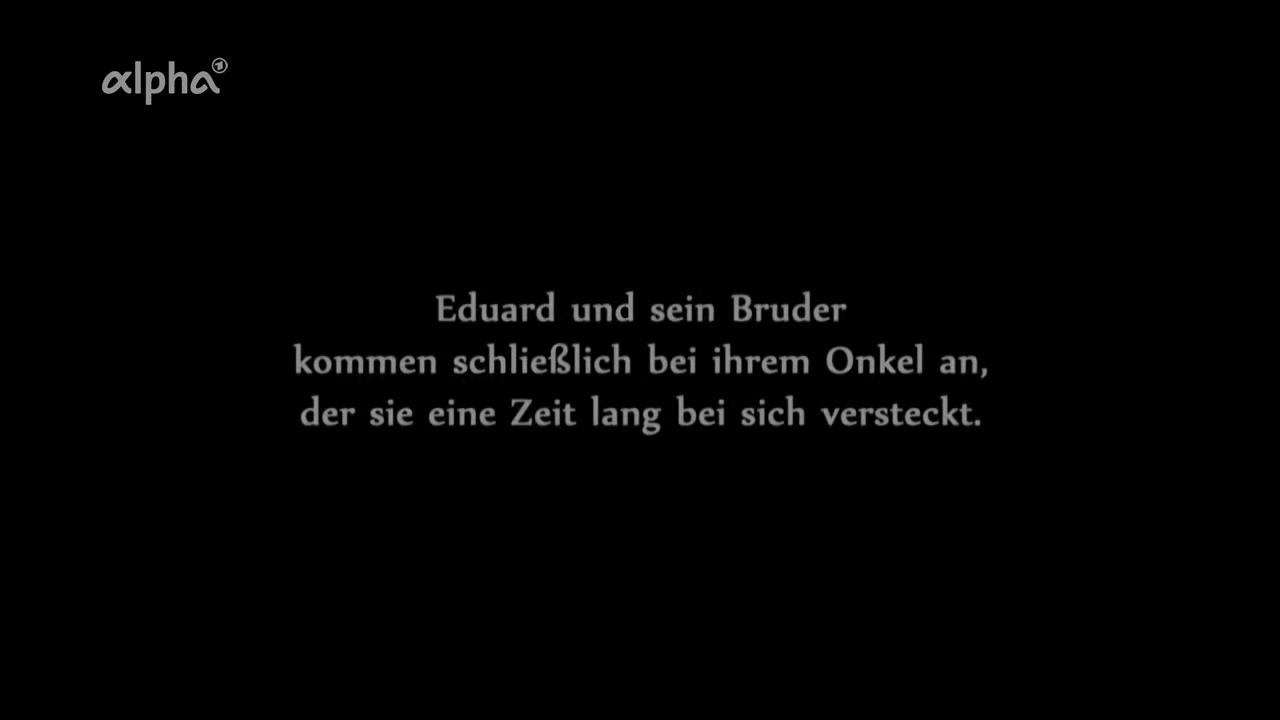 alpha
Eduard und sein Bruder
kommen schließlich bei ihrem Onkel an,
der sie eine Zeit lang bei sich versteckt.